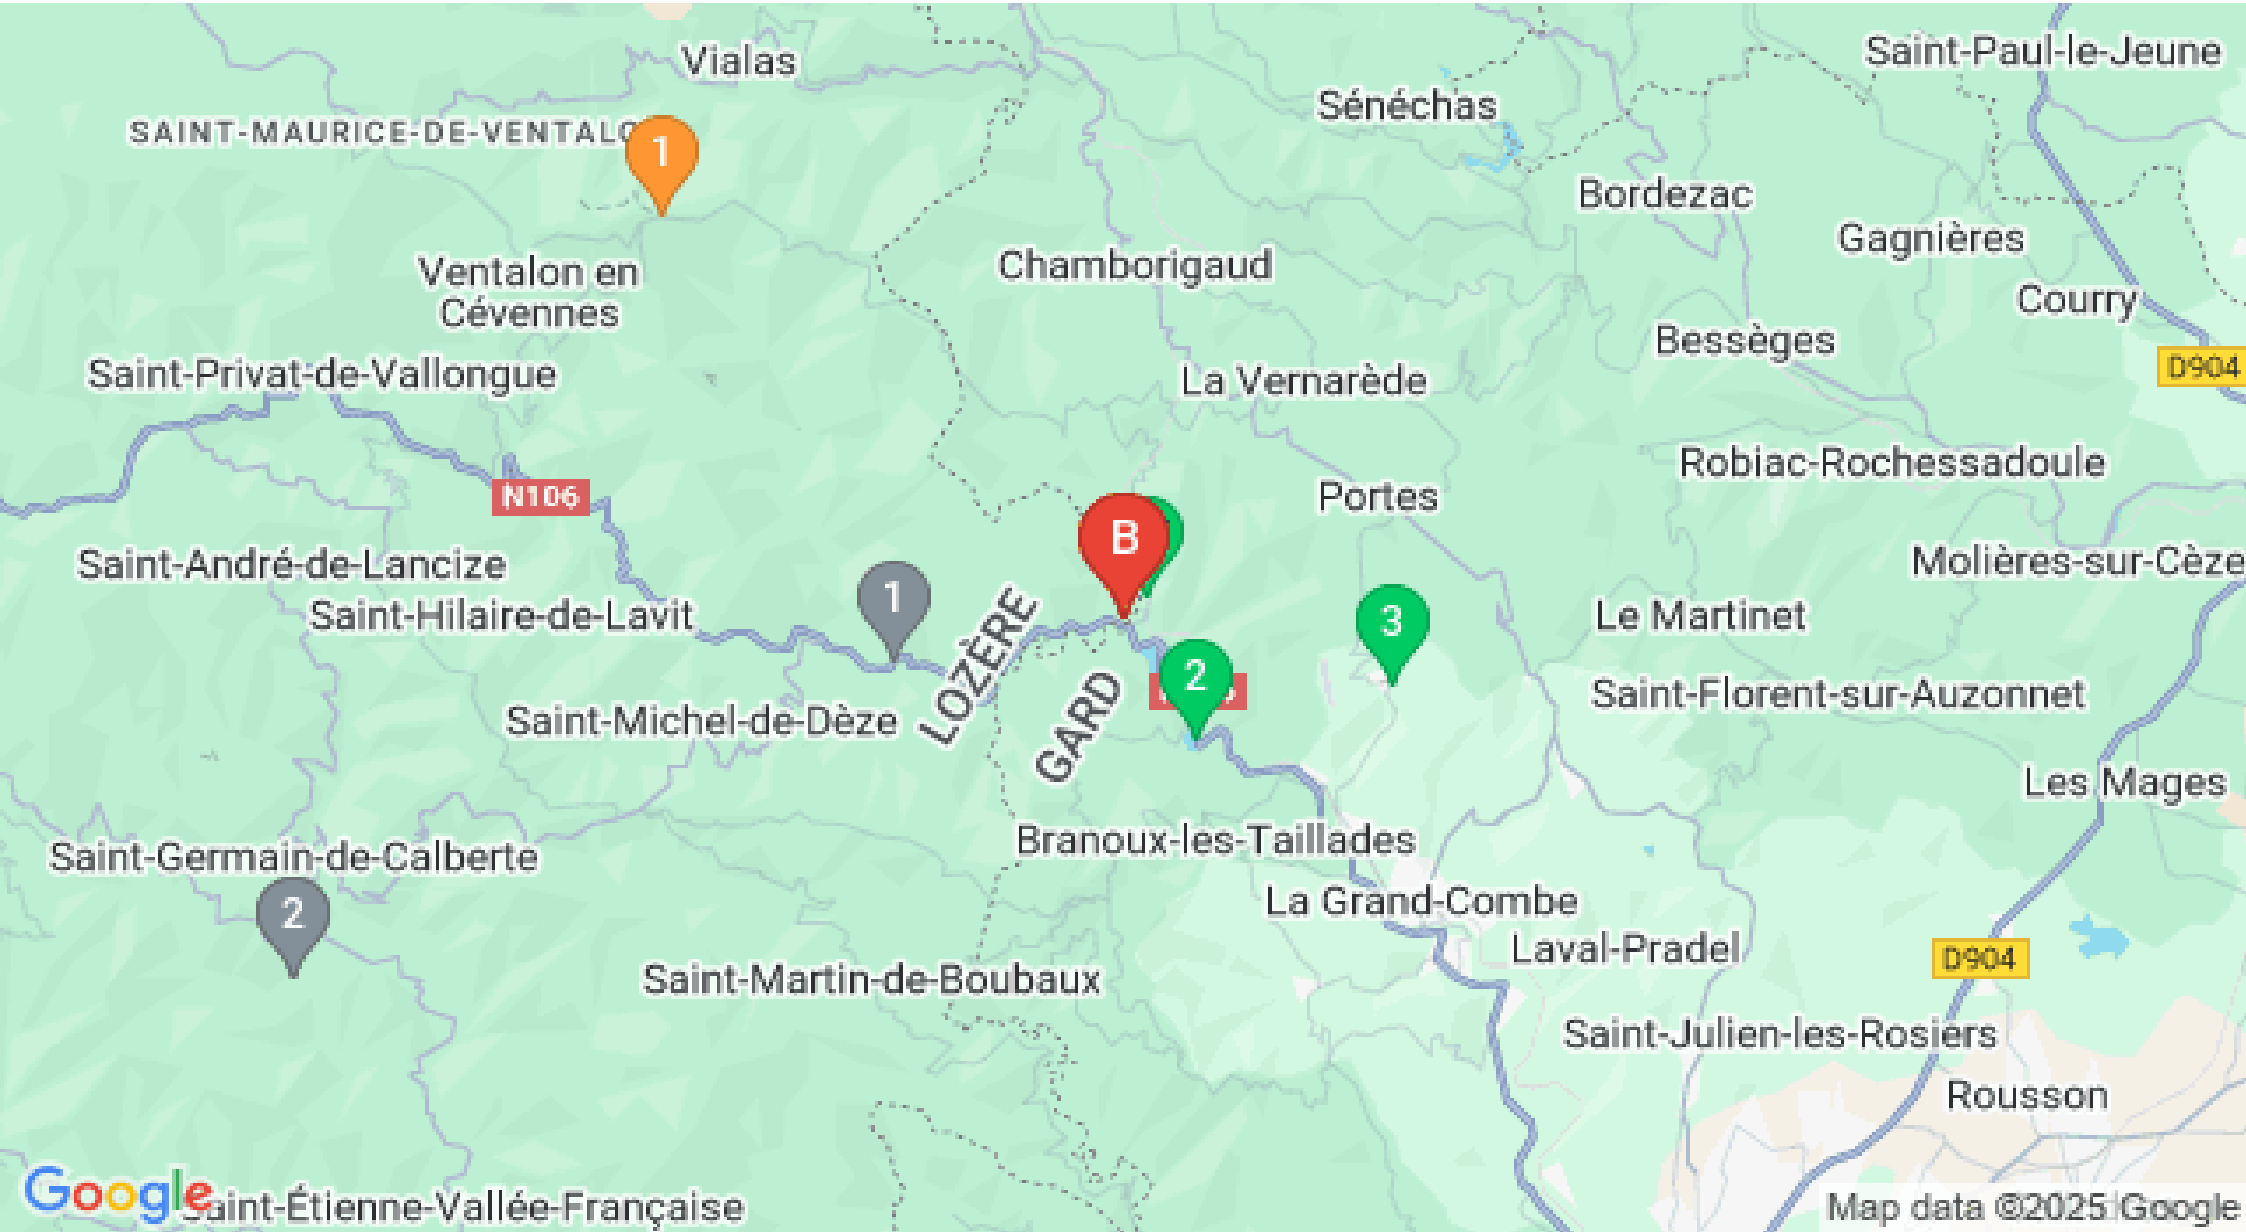 Vialas
Saint-Paul-le-Jeune
Sénéchas
SAINT-MAURICE-DE-VENTALO
1
Bordezac
Gagnières
Chamborigaud
Ventalon en
Cévennes
Courry
Bessèges
D904
Saint-Privat-de-Vallongue
La Vernarède
Robiac-Rochessadoule
N106
Portes
B
Molières-sur-Cèze
Saint-André-de-Lancize
1
Saint-Hilaire-de-Lavit
LOZÈRE
3
Le Martinet
2
GARD
Saint-Florent-sur-Auzonnet
Saint-Michel-de-Dèze
Les Mages
Branoux-les-Taillades
Saint-Germain-de-Calberte
2
La Grand-Combe
Laval-Pradel
D904
Saint-Martin-de-Boubaux
Saint-Julien-les-Rosiers
Rousson
Google
Saint-Étienne-Vallée-Française
Map data ©2025 Google